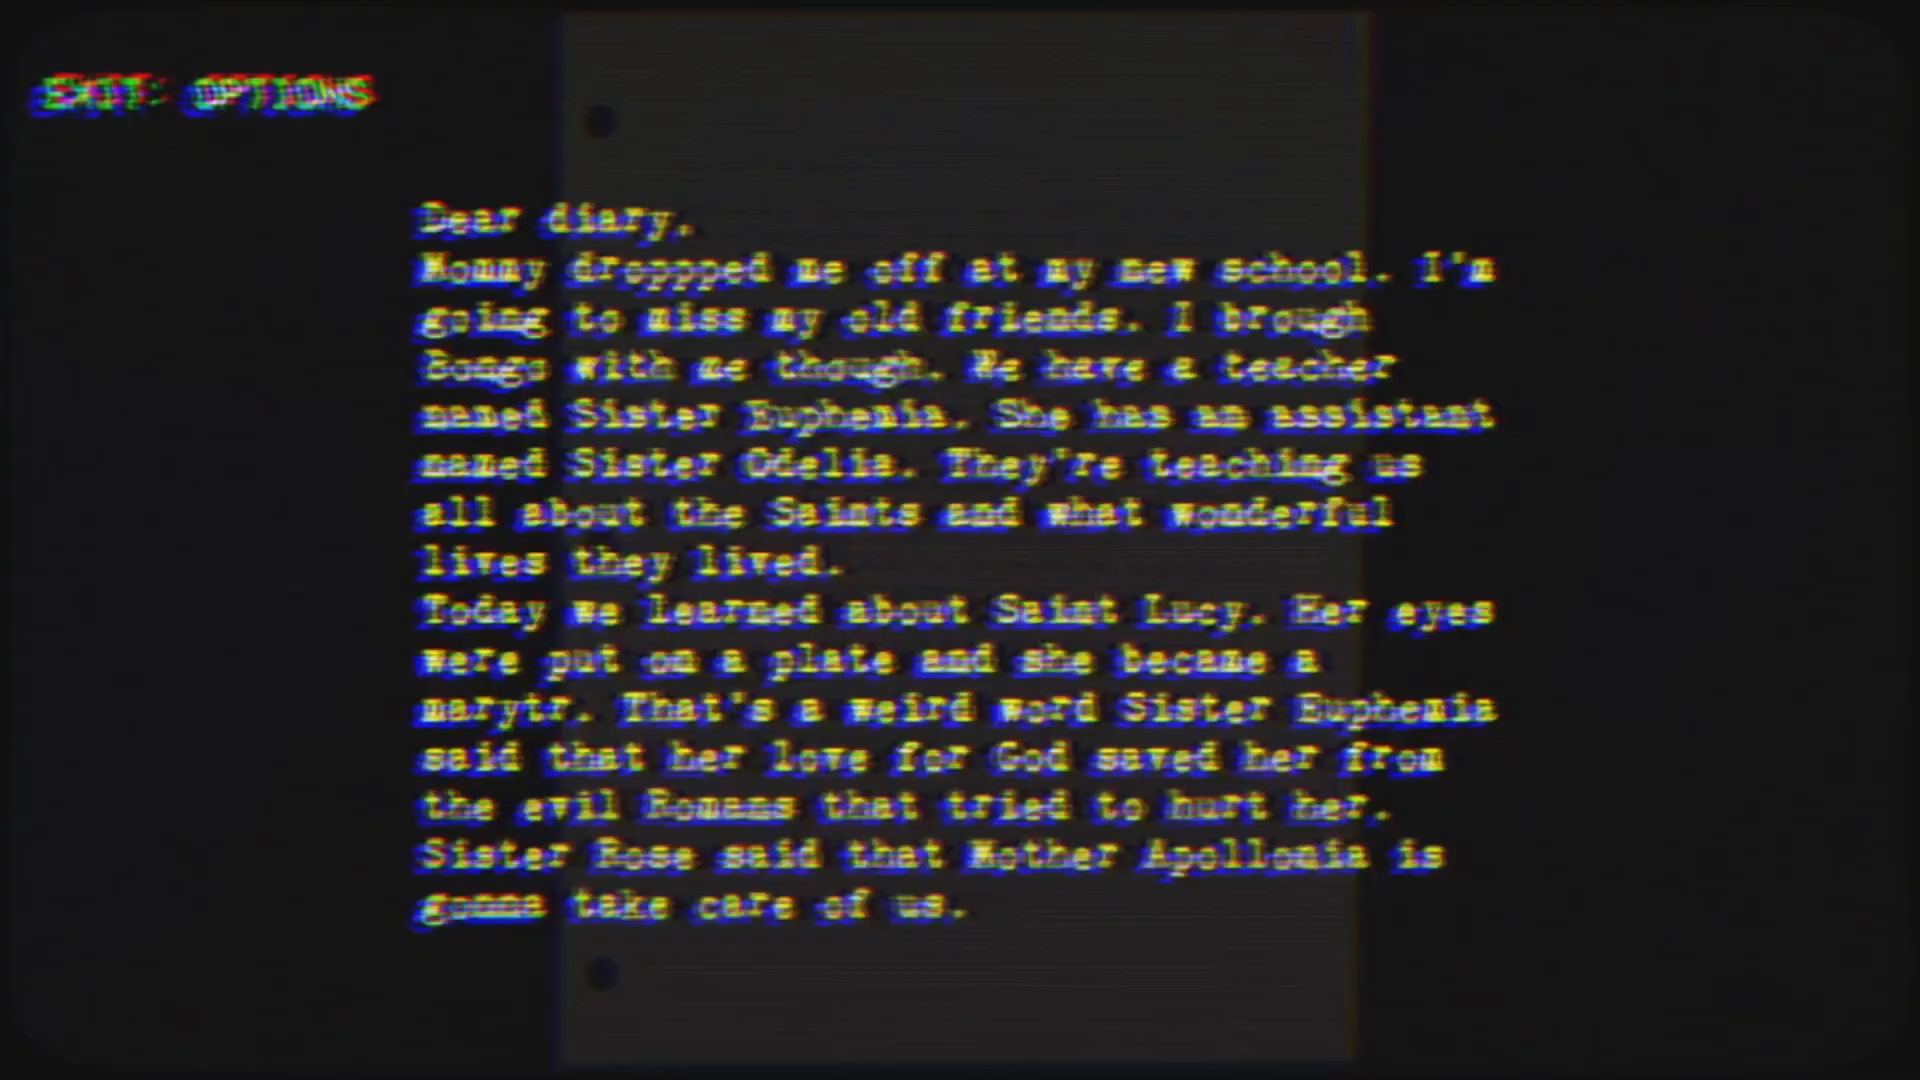 EXIT: OPTIONS
Dear diary.
Mommy droppped me off at my new school. I'm
going to miss my old friends. I brough
Bongo with me though. We have a teacher
named Sister Euphenia. She has an assistant
named Sister Odelia. They're teaching us
all about the Saints and what wonderful
lives they lived.
Today we learned about Saint Lucy. Her eyes
were put on a plate and she became a
marytr. That's a weird word Sister Euphenia
said that her love for God saved her from
the evil Romans that tried to hurt her.
Sister Rose said that Mother Apollonia is
gonna take care of us.